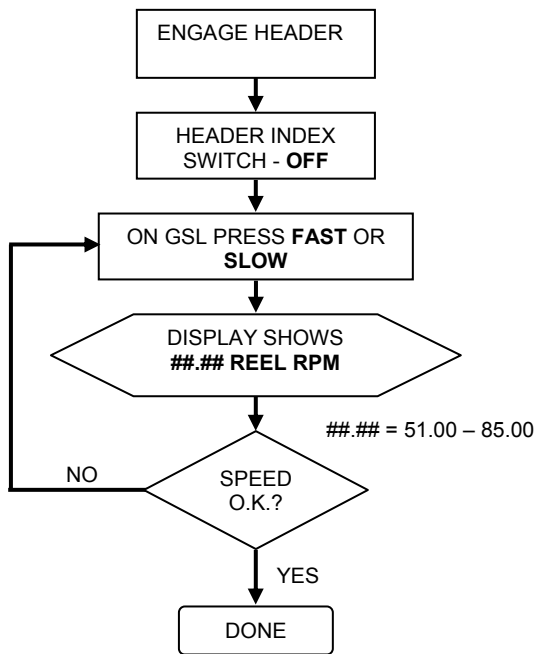 ENGAGE HEADER
HEADER INDEX
SWITCH - OFF
ON GSL PRESS FAST OR
SLOW
DISPLAY SHOWS
##.## REEL RPM
##.## = 51.00 – 85.00
NO
SPEED
O.K.?
YES
DONE